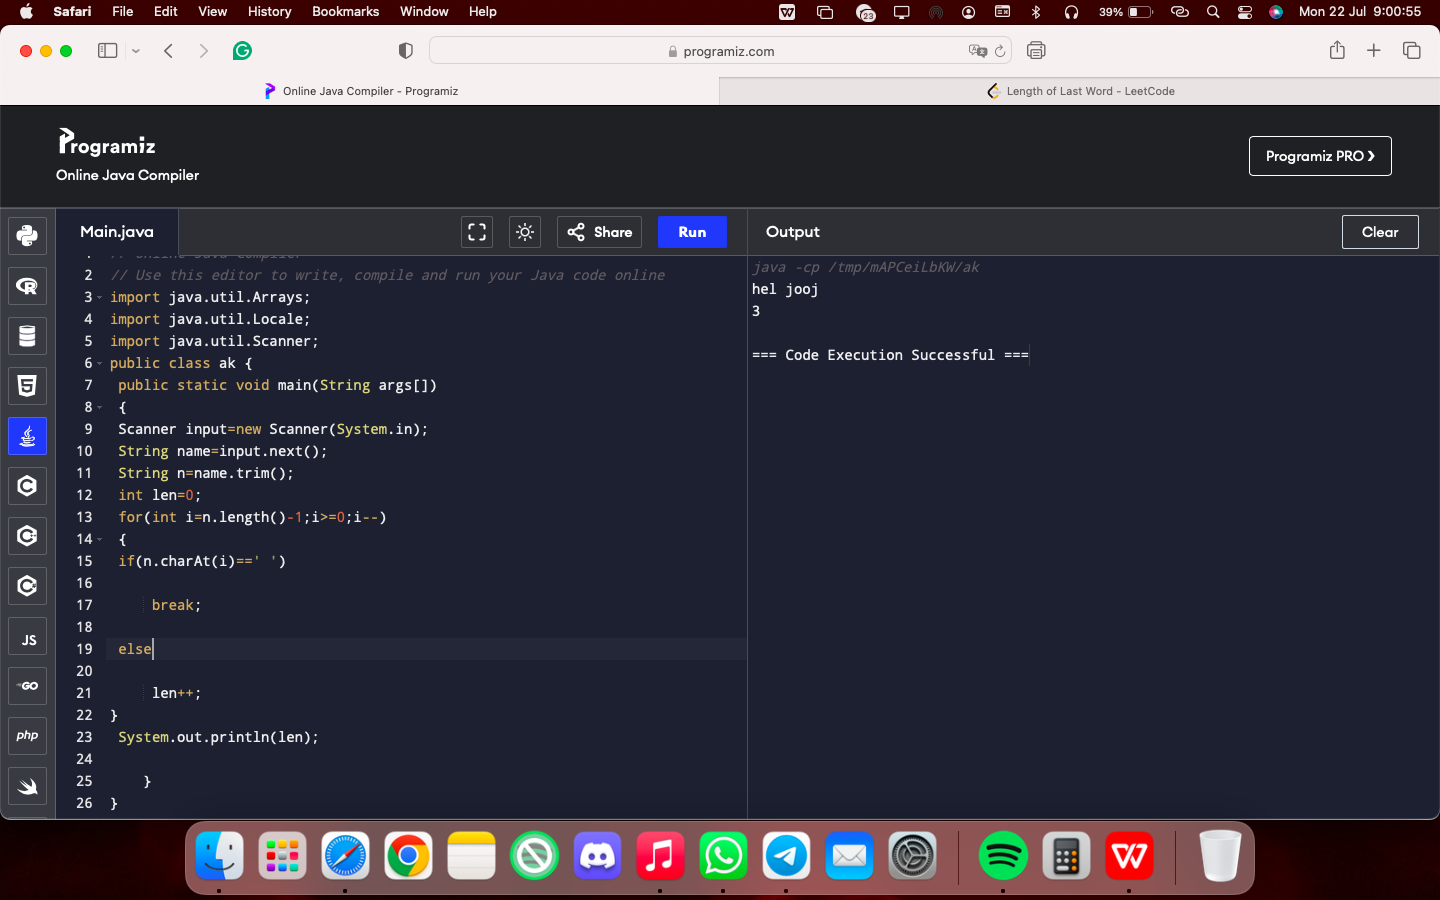 Safari File Edit View History Bookmarks Window Help 23 39% Mon 22 Jul 9:00:55
programiz.com
Online Java Compiler - Programiz
Length of Last Word - LeetCode
Programiz
Online Java Compiler
Programiz PRO ❯
Main.java
Share
Run
Output
Clear
1 // Online Java Compiler
2 // Use this editor to write, compile and run your Java code online
3 import java.util.Arrays;
4 import java.util.Locale;
5 import java.util.Scanner;
6 public class ak {
7 public static void main(String args[])
8 {
9 Scanner input=new Scanner(System.in);
10 String name=input.next();
11 String n=name.trim();
12 int len=0;
13 for(int i=n.length()-1;i>=0;i--)
14 {
15 if(n.charAt(i)==' ')
16
17 break;
18
19 else
20
21 len++;
22 }
23 System.out.println(len);
24
25 }
26 }
java -cp /tmp/mAPCeiLbKW/ak
hel jooj
3
=== Code Execution Successful ===
JS
GO
php